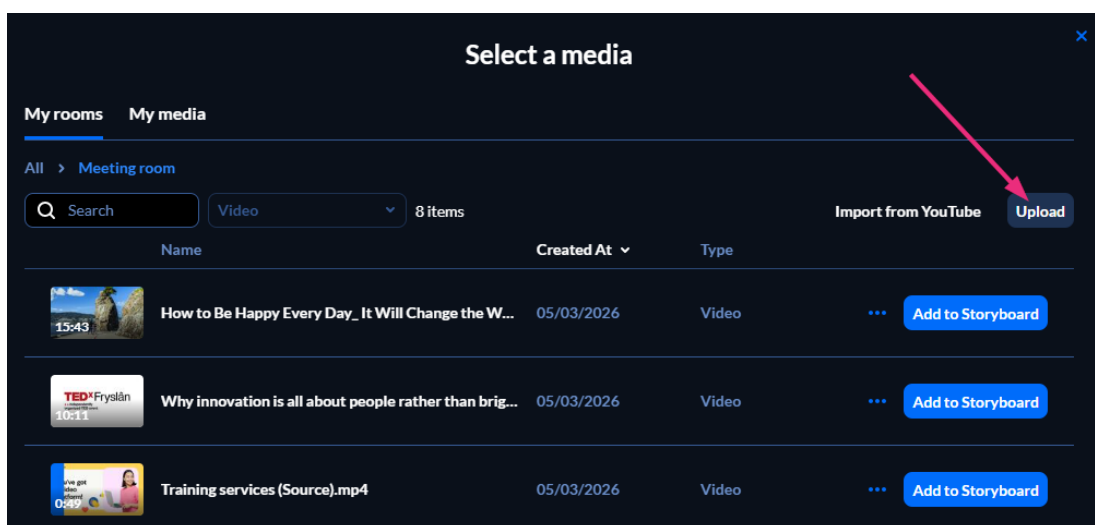 Select a media
×
My rooms My media
All > Meeting room
Search Video 8 items Import from YouTube Upload
Name Created At Type
15:43 How to Be Happy Every Day_ It Will Change the W... 05/03/2026 Video ••• Add to Storyboard
TEDxFryslân
10:11 Why innovation is all about people rather than brig... 05/03/2026 Video ••• Add to Storyboard
0:49 Training services (Source).mp4 05/03/2026 Video ••• Add to Storyboard